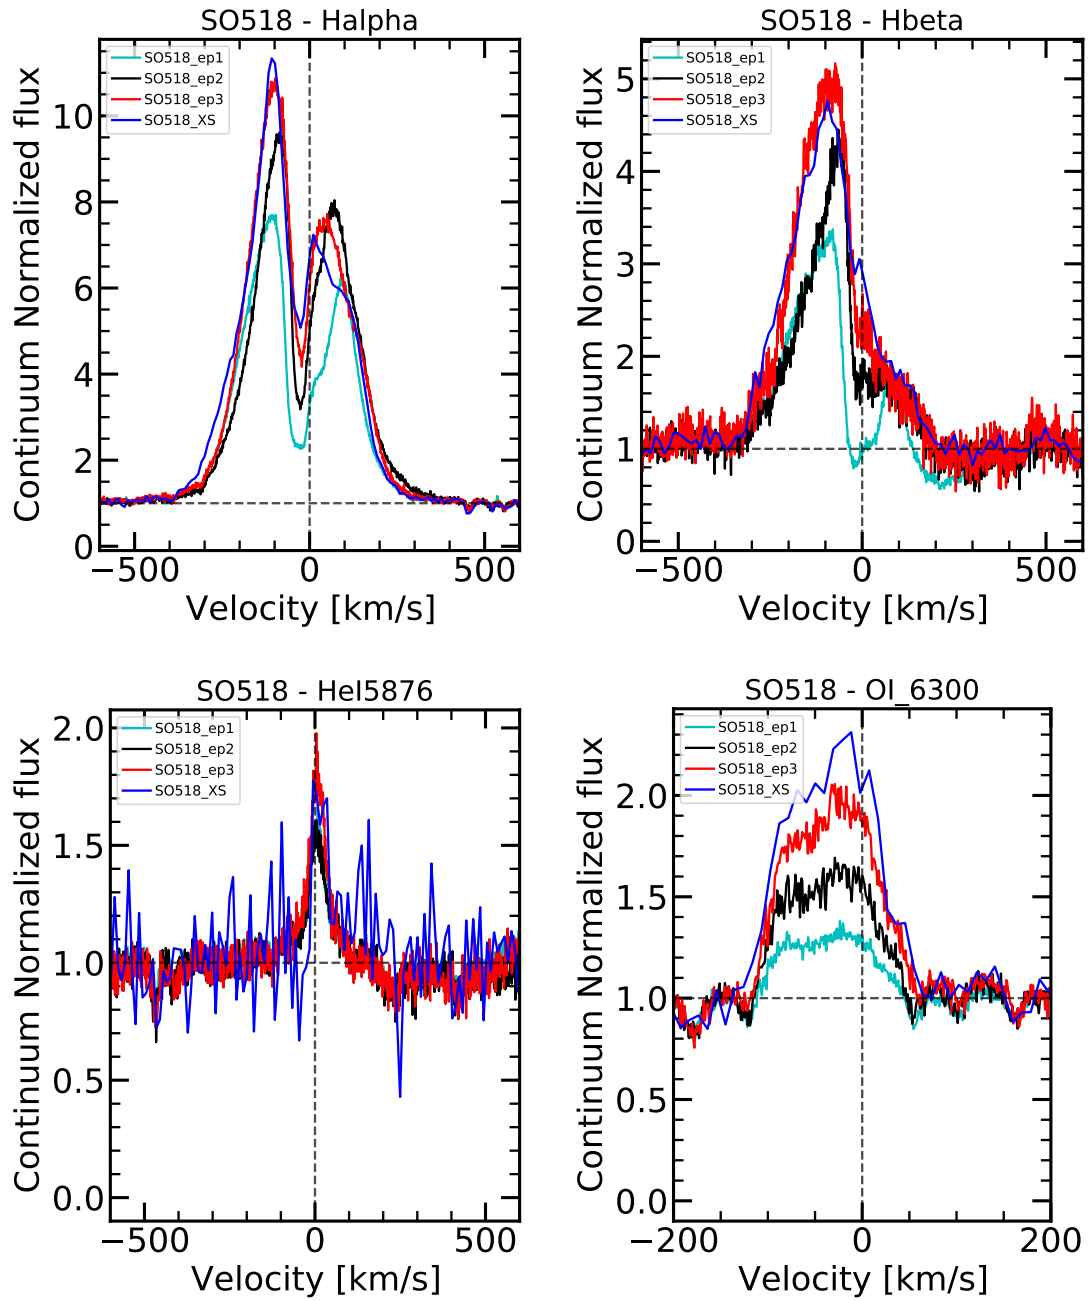 SO518 - Halpha
SO518_ep1
SO518_ep2
SO518_ep3
SO518_XS
Continuum Normalized flux
10
8
6
4
2
0
−500
0
500
Velocity [km/s]
SO518 - Hbeta
SO518_ep1
SO518_ep2
SO518_ep3
SO518_XS
Continuum Normalized flux
5
4
3
2
1
0
−500
0
500
Velocity [km/s]
SO518 - HeI5876
SO518_ep1
SO518_ep2
SO518_ep3
SO518_XS
Continuum Normalized flux
2.0
1.5
1.0
0.5
0.0
−500
0
500
Velocity [km/s]
SO518 - OI_6300
SO518_ep1
SO518_ep2
SO518_ep3
SO518_XS
Continuum Normalized flux
2.0
1.5
1.0
0.5
0.0
−200
−100
0
100
200
Velocity [km/s]